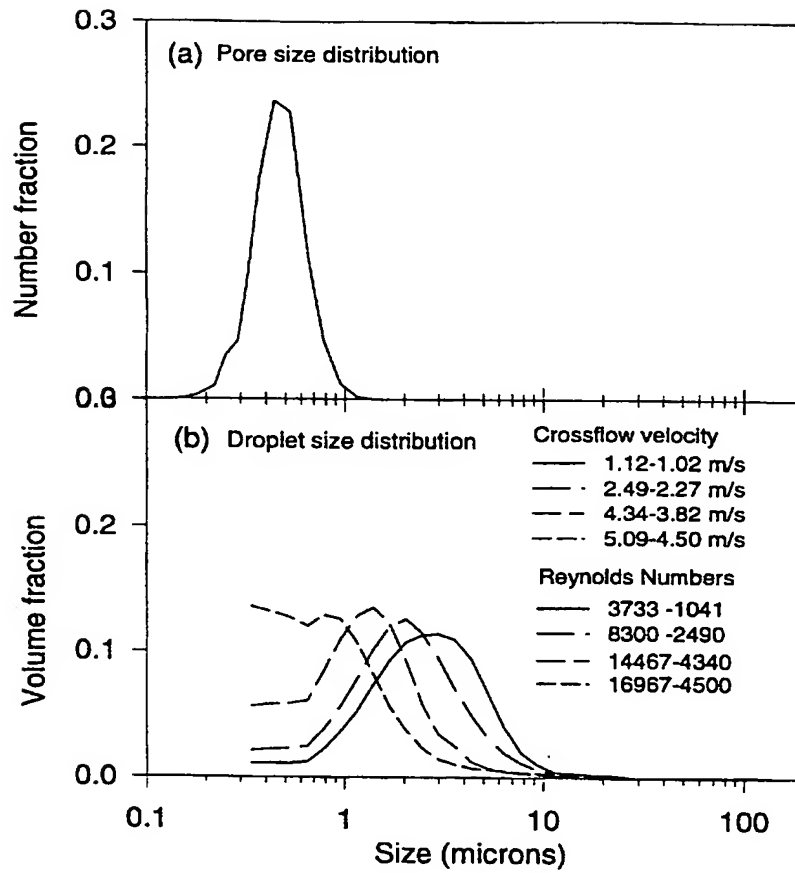 0.3
(a) Pore size distribution
0.2
0.1
0.3
Number fraction
(b) Droplet size distribution
Crossflow velocity
1.12-1.02 m/s
2.49-2.27 m/s
4.34-3.82 m/s
5.09-4.50 m/s
Reynolds Numbers
3733 -1041
8300 -2490
14467-4340
16967-4500
0.2
0.1
0.0
Volume fraction
0.1
1
10
100
Size (microns)